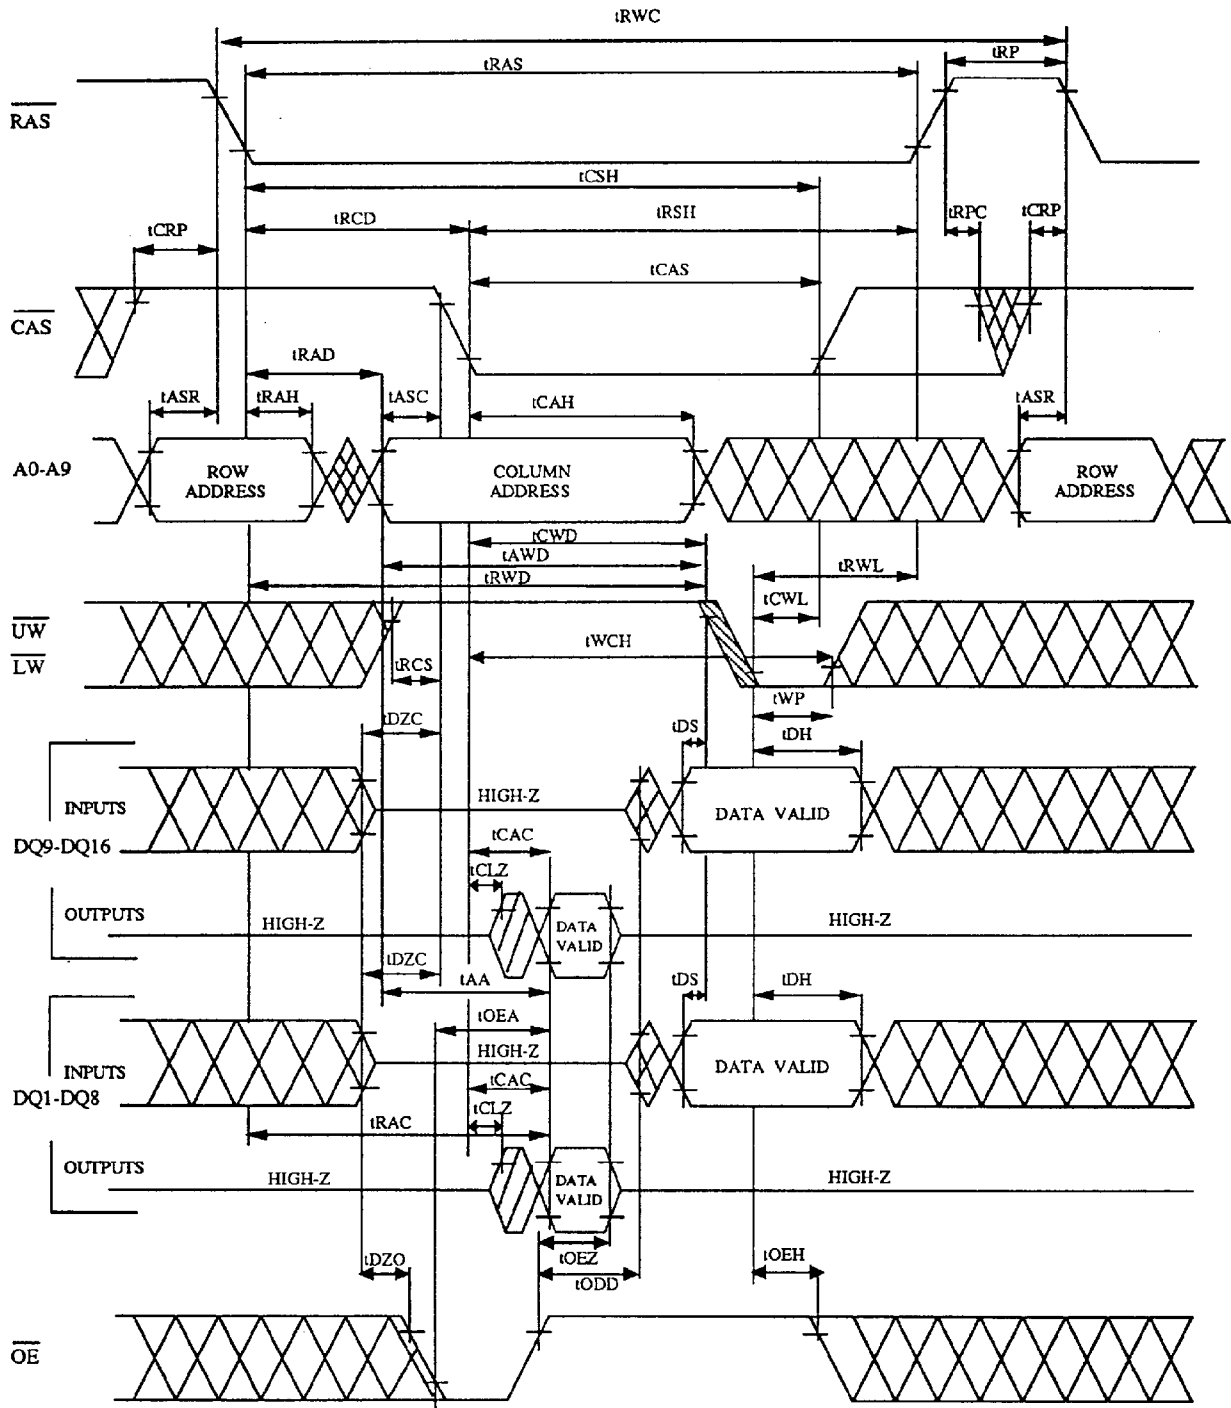 tRWC
tRP
tRAS
RAS
tCSH
tRCD
tRSH
tRPC
tCRP
tCRP
tCAS
CAS
tRAD
tASR
tRAH
tASC
tCAH
tASR
A0-A9
ROW ADDRESS
COLUMN ADDRESS
ROW ADDRESS
tCWD
tAWD
tRWD
tRWL
tCWL
UW
LW
tWCH
tRCS
tWP
tDZC
tDS
tDH
INPUTS
HIGH-Z
DATA VALID
DQ9-DQ16
tCAC
tCLZ
OUTPUTS
HIGH-Z
DATA VALID
HIGH-Z
tDZC
tAA
tDS
tDH
tOEA
INPUTS
HIGH-Z
DATA VALID
DQ1-DQ8
tCAC
tCLZ
tRAC
OUTPUTS
HIGH-Z
DATA VALID
HIGH-Z
tDZO
tOEZ
tODD
tOEH
OE